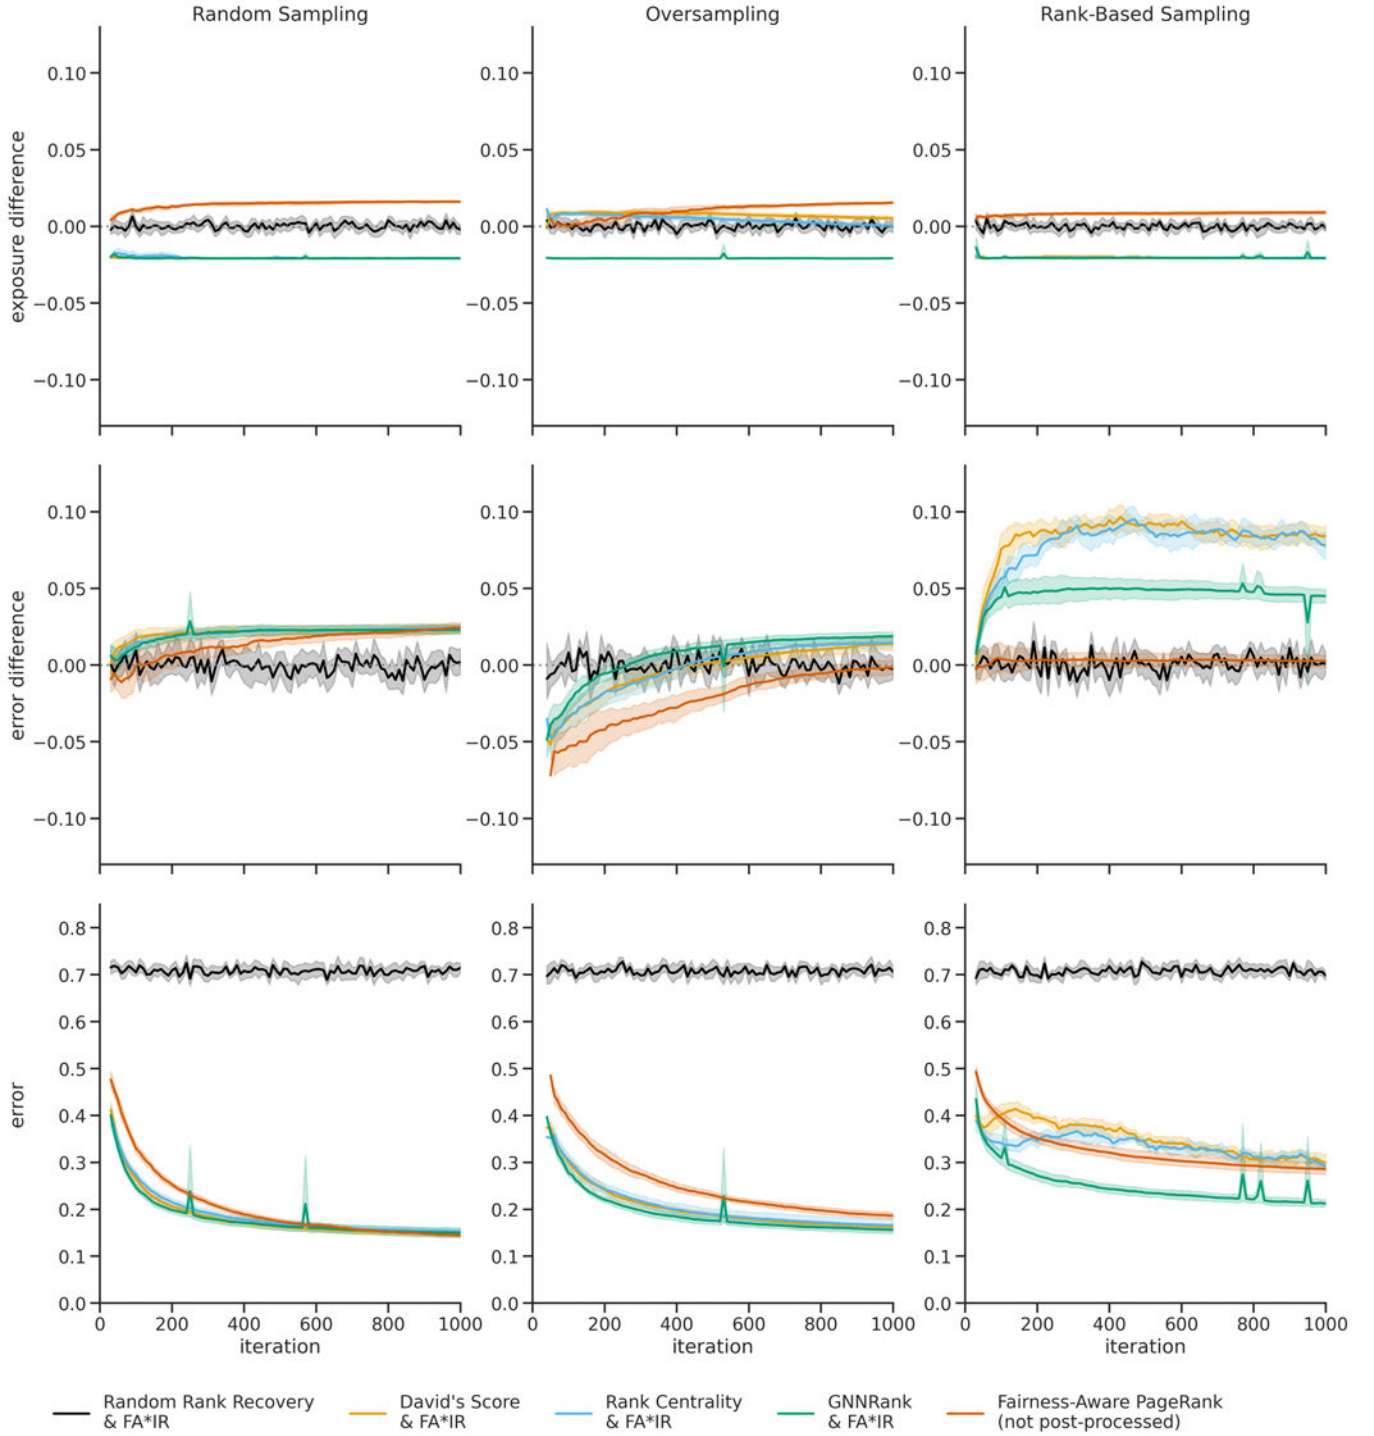 Random Sampling
Oversampling
Rank-Based Sampling
exposure difference
0.10
0.05
0.00
−0.05
−0.10
0.10
0.05
0.00
−0.05
−0.10
0.10
0.05
0.00
−0.05
−0.10
error difference
0.10
0.05
0.00
−0.05
−0.10
0.10
0.05
0.00
−0.05
−0.10
0.10
0.05
0.00
−0.05
−0.10
error
0.8
0.7
0.6
0.5
0.4
0.3
0.2
0.1
0.0
0.8
0.7
0.6
0.5
0.4
0.3
0.2
0.1
0.0
0.8
0.7
0.6
0.5
0.4
0.3
0.2
0.1
0.0
0 200 400 600 800 1000
0 200 400 600 800 1000
0 200 400 600 800 1000
iteration
iteration
iteration
Random Rank Recovery
& FA*IR
David's Score
& FA*IR
Rank Centrality
& FA*IR
GNNRank
& FA*IR
Fairness-Aware PageRank
(not post-processed)